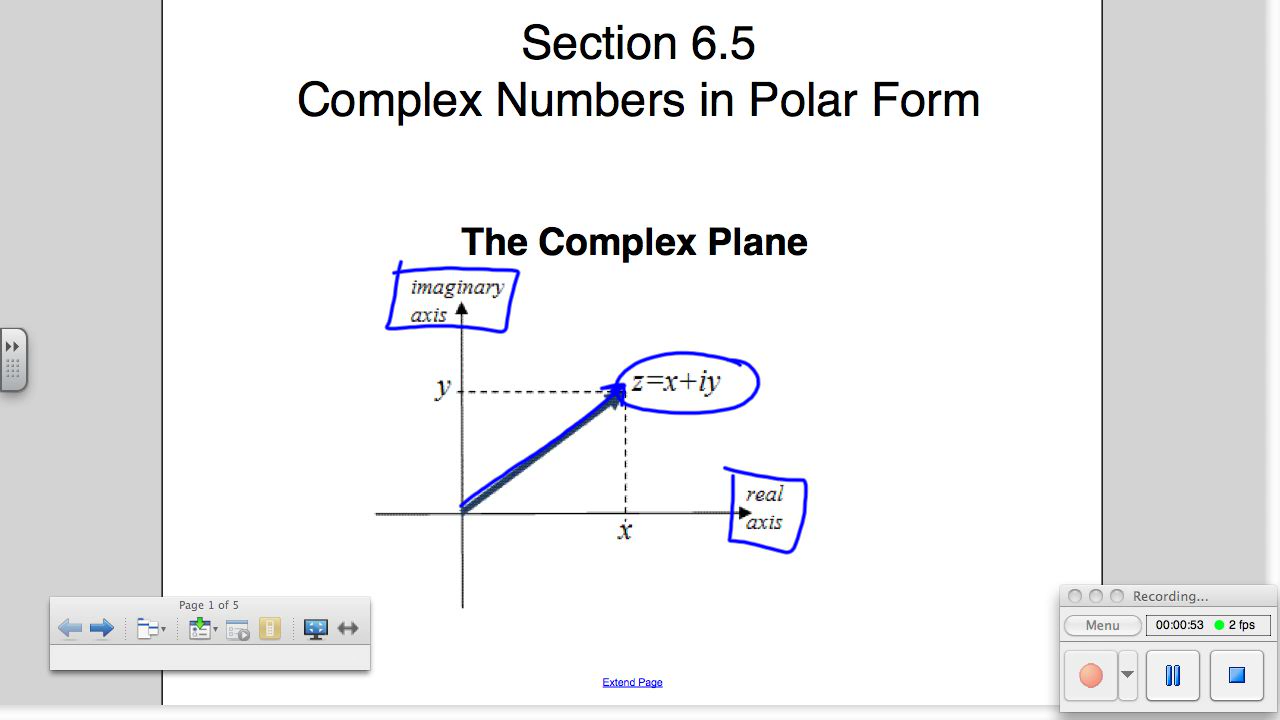 Section 6.5
Complex Numbers in Polar Form
The Complex Plane
imaginary
axis
y
z=x+iy
real
axis
x
Page 1 of 5
Extend Page
Recording...
Menu
00:00:53
2 fps